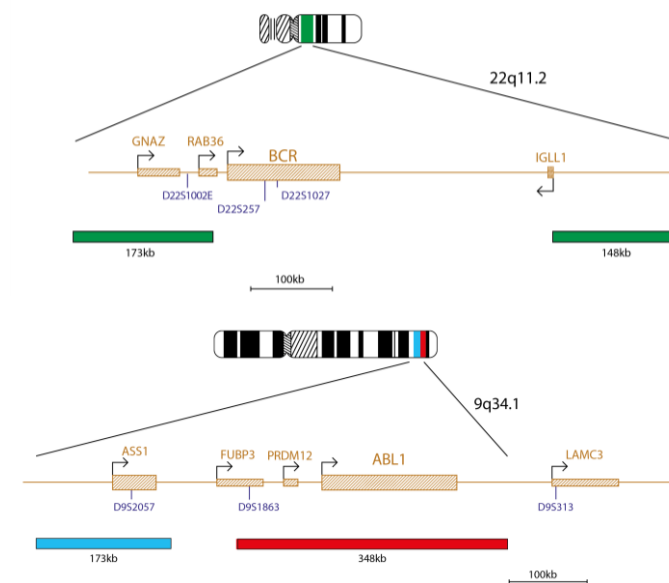 22q11.2
GNAZ RAB36 BCR IGLL1
D22S1002E D22S1027
D22S257
173kb 148kb
100kb
9q34.1
ASS1 FUBP3 PRDM12 ABL1 LAMC3
D9S2057 D9S1863 D9S313
173kb 348kb
100kb